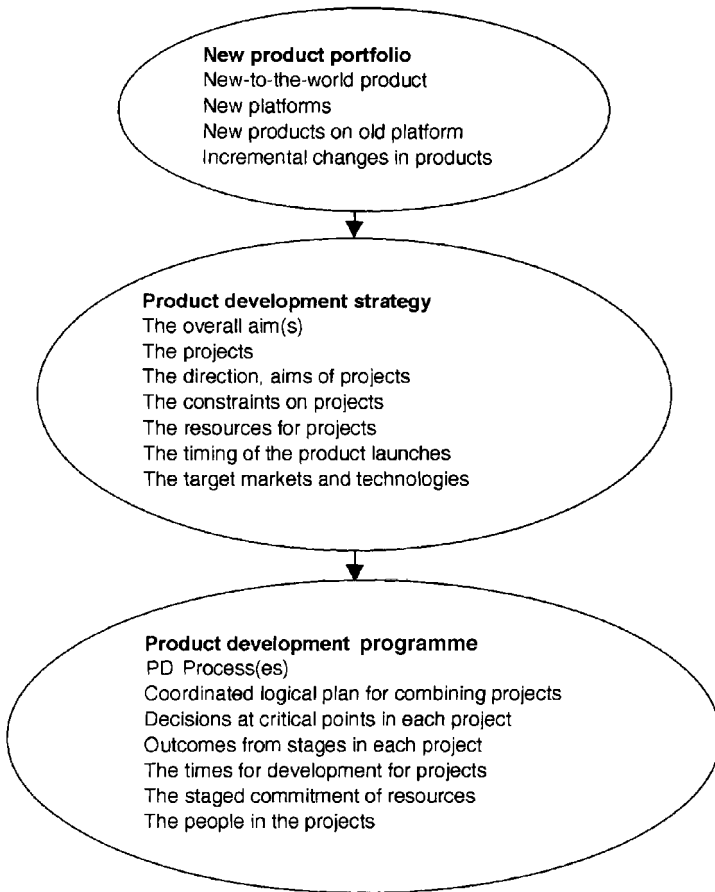 New product portfolio
New-to-the-world product
New platforms
New products on old platform
Incremental changes in products
Product development strategy
The overall aim(s)
The projects
The direction, aims of projects
The constraints on projects
The resources for projects
The timing of the product launches
The target markets and technologies
Product development programme
PD Process(es)
Coordinated logical plan for combining projects
Decisions at critical points in each project
Outcomes from stages in each project
The times for development for projects
The staged commitment of resources
The people in the projects